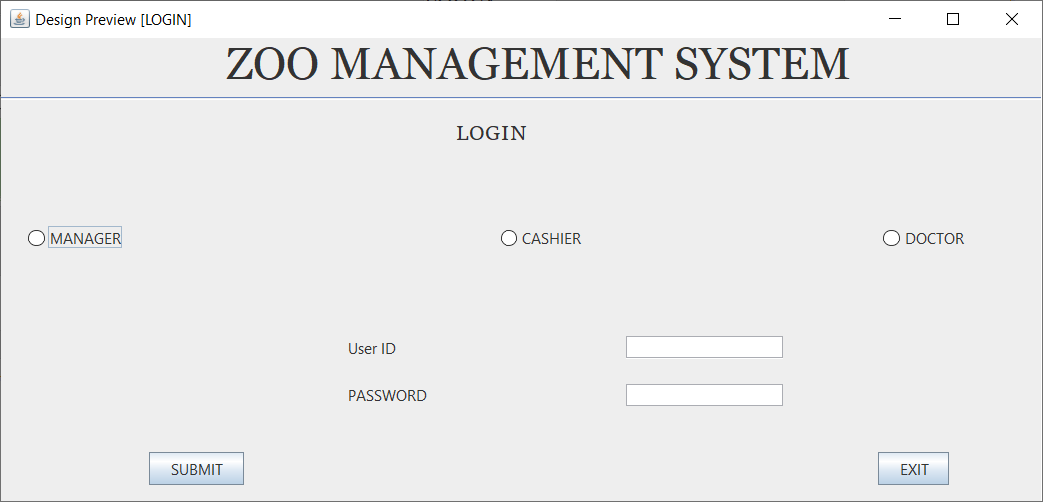 Design Preview [LOGIN]
ZOO MANAGEMENT SYSTEM
LOGIN
MANAGER CASHIER DOCTOR
User ID
PASSWORD
SUBMIT EXIT